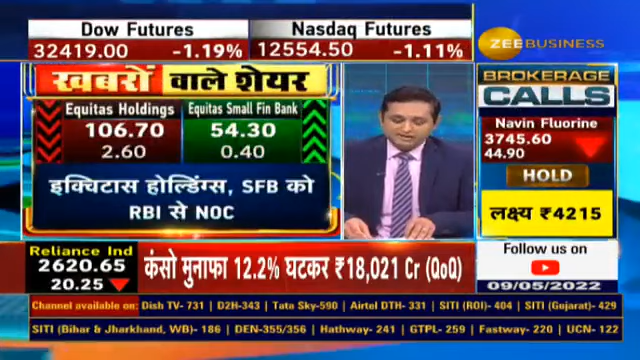 Dow Futures
32419.00 -1.19%
Nasdaq Futures
12554.50 -1.11%
ZEE BUSINESS
खबरों वाले शेयर
Equitas Holdings
106.70
2.60
Equitas Small Fin Bank
54.30
0.40
इक्विटास होल्डिंग्स, SFB को
RBI से NOC
BROKERAGE
CALLS
Navin Fluorine
3745.60
44.90
HOLD
लक्ष्य ₹4215
Reliance Ind
2620.65
20.25
कंसो मुनाफा 12.2% घटकर ₹18,021 Cr (QoQ)
Follow us on
09/05/2022
Channel available on: Dish TV- 731 | D2H-343 | Tata Sky-590 | Airtel DTH- 331 | SITI (ROI)- 404 | SITI (Gujarat)- 429
SITI (Bihar & Jharkhand, WB)- 186 | DEN-355/356 | Hathway- 241 | GTPL- 259 | Fastway- 220 | UCN- 122